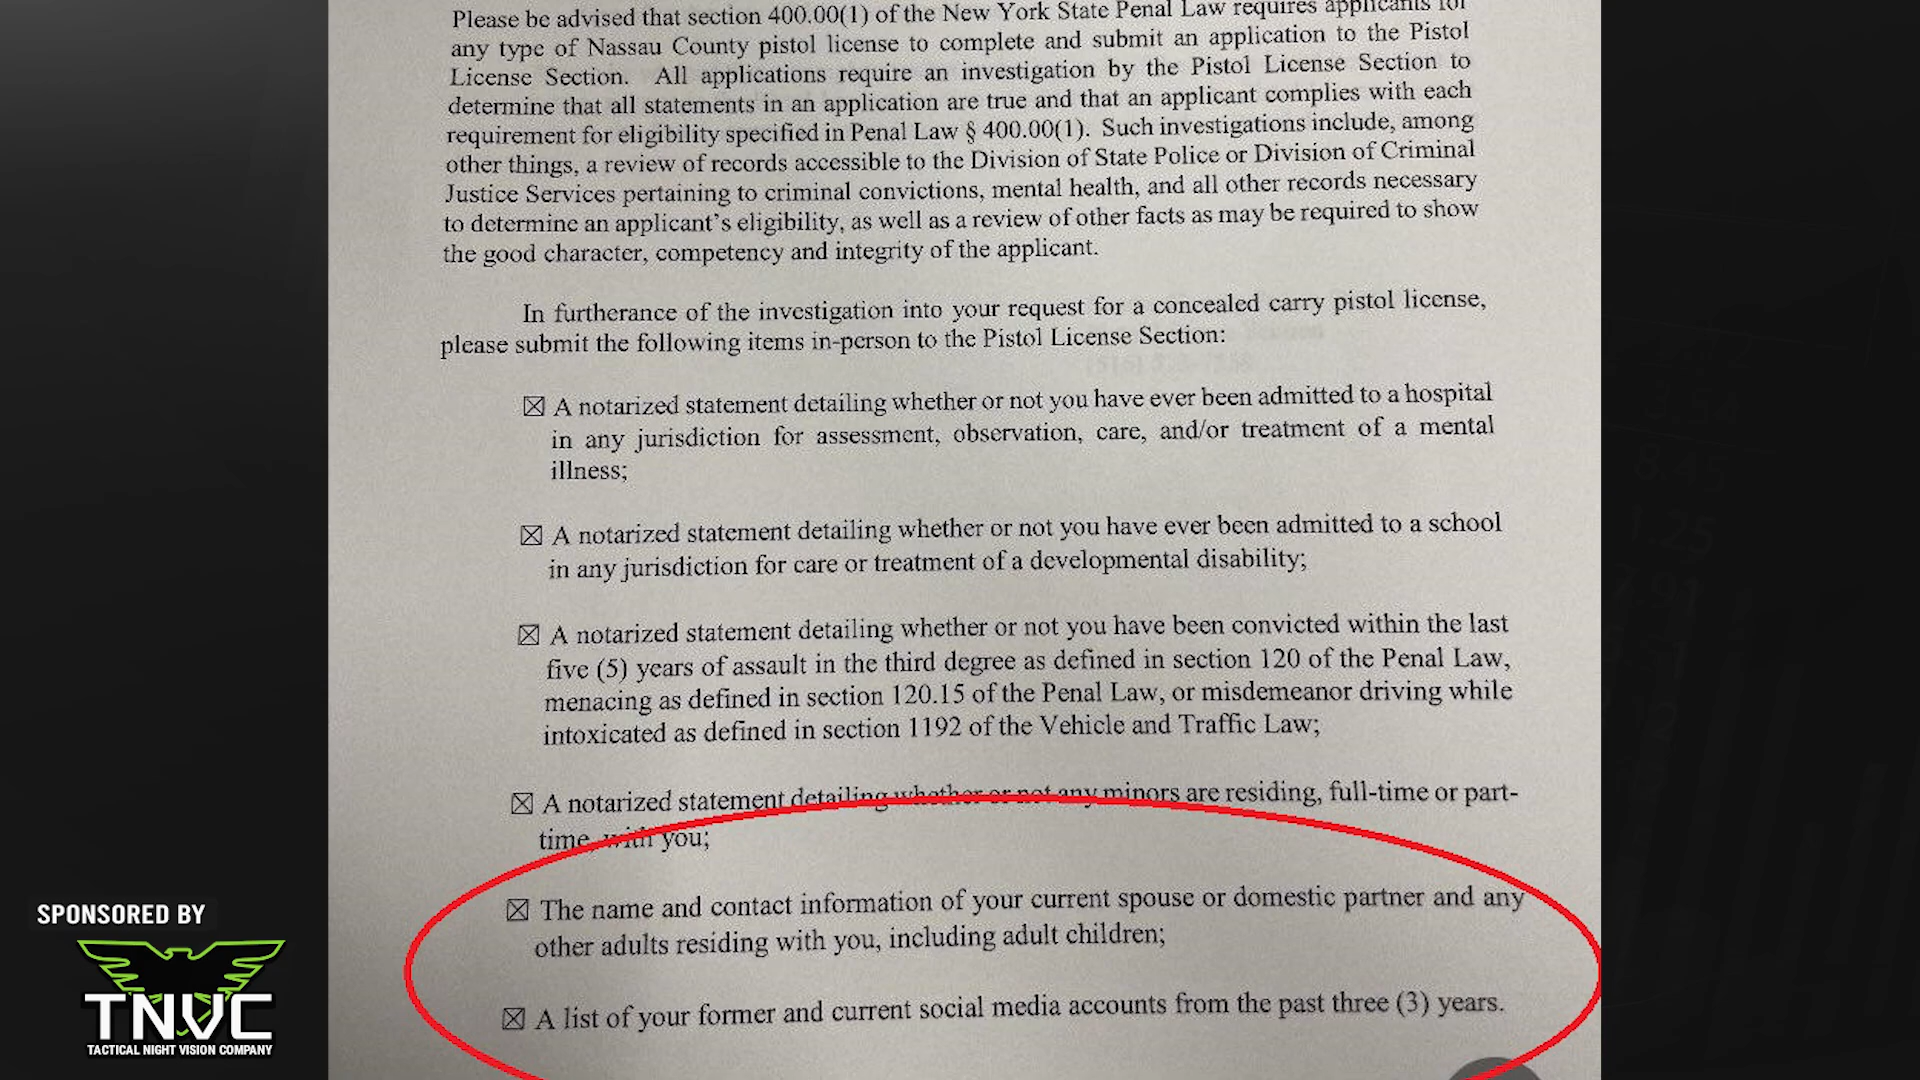 Please be advised that section 400.00(1) of the New York State Penal Law requires applicants for
any type of Nassau County pistol license to complete and submit an application to the Pistol
License Section. All applications require an investigation by the Pistol License Section to
determine that all statements in an application are true and that an applicant complies with each
requirement for eligibility specified in Penal Law § 400.00(1). Such investigations include, among
other things, a review of records accessible to the Division of State Police or Division of Criminal
Justice Services pertaining to criminal convictions, mental health, and all other records necessary
to determine an applicant's eligibility, as well as a review of other facts as may be required to show
the good character, competency and integrity of the applicant.
In furtherance of the investigation into your request for a concealed carry pistol license,
please submit the following items in-person to the Pistol License Section:
☒ A notarized statement detailing whether or not you have ever been admitted to a hospital
in any jurisdiction for assessment, observation, care, and/or treatment of a mental
illness;
☒ A notarized statement detailing whether or not you have ever been admitted to a school
in any jurisdiction for care or treatment of a developmental disability;
☒ A notarized statement detailing whether or not you have been convicted within the last
five (5) years of assault in the third degree as defined in section 120 of the Penal Law,
menacing as defined in section 120.15 of the Penal Law, or misdemeanor driving while
intoxicated as defined in section 1192 of the Vehicle and Traffic Law;
☒ A notarized statement detailing whether or not any minors are residing, full-time or part-
time, with you;
☒ The name and contact information of your current spouse or domestic partner and any
other adults residing with you, including adult children;
☒ A list of your former and current social media accounts from the past three (3) years.
SPONSORED BY
TNVC
TACTICAL NIGHT VISION COMPANY